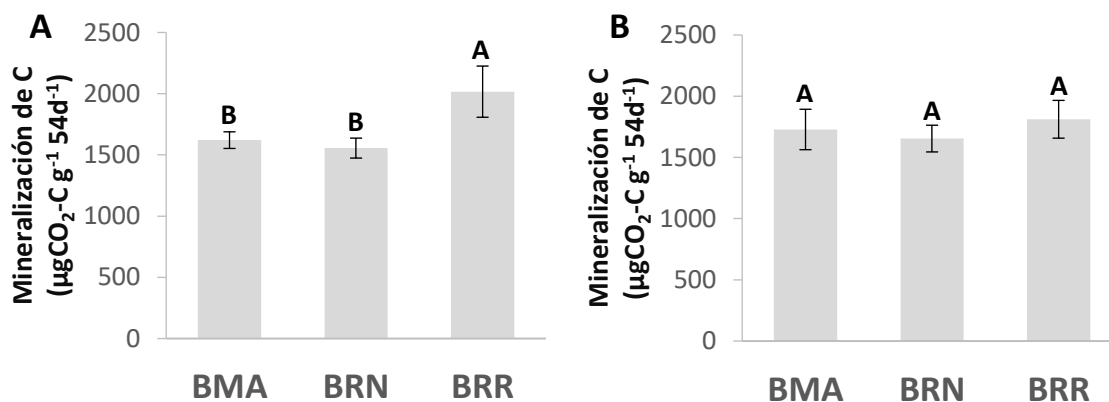 A
Mineralización de C
(µgCO₂-C g⁻¹ 54d⁻¹)
2500
2000
1500
1000
500
0
B
B
A
BMA
BRN
BRR
B
Mineralización de C
(µgCO₂-C g⁻¹ 54d⁻¹)
2500
2000
1500
1000
500
0
A
A
A
BMA
BRN
BRR